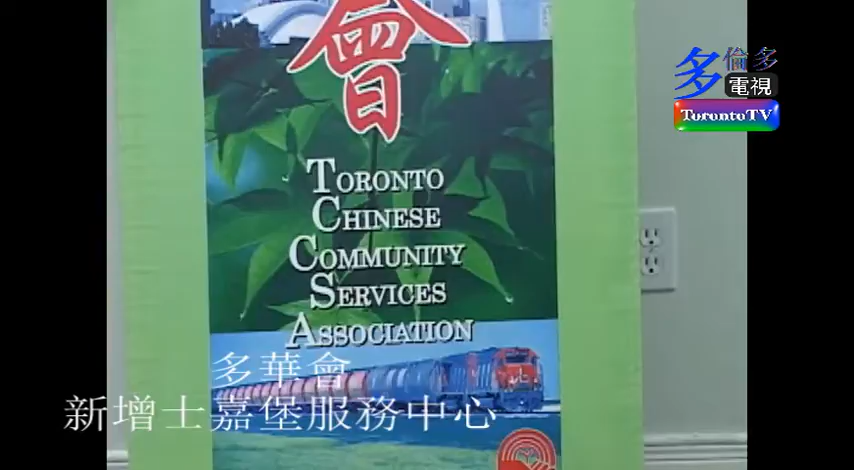 會
多倫多
電視
TorontoTV
TORONTO
CHINESE
COMMUNITY
SERVICES
ASSOCIATION
多華會
新增士嘉堡服務中心